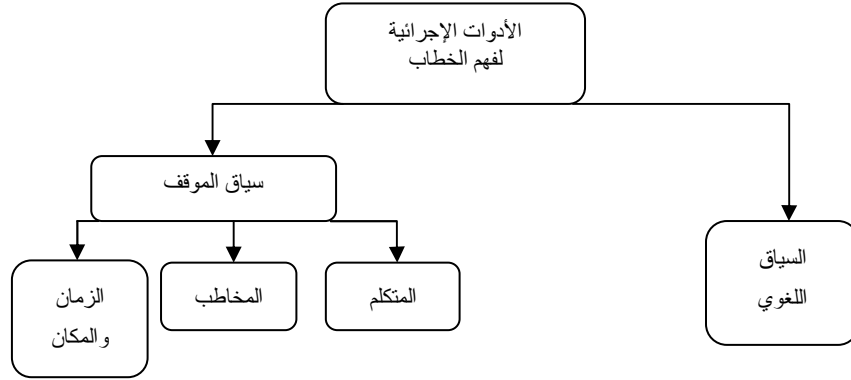 الأدوات الإجرائية
لفهم الخطاب
سياق الموقف
السياق
اللغوي
المتكلم
المخاطب
الزمان
والمكان